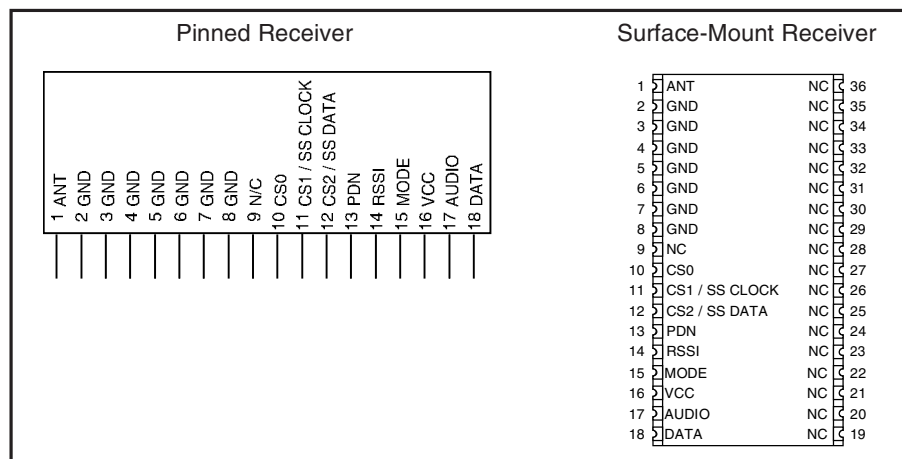 Pinned Receiver
1 ANT
2 GND
3 GND
4 GND
5 GND
6 GND
7 GND
8 GND
9 N/C
10 CS0
11 CS1 / SS CLOCK
12 CS2 / SS DATA
13 PDN
14 RSSI
15 MODE
16 VCC
17 AUDIO
18 DATA
Surface-Mount Receiver
1 ANT NC 36
2 GND NC 35
3 GND NC 34
4 GND NC 33
5 GND NC 32
6 GND NC 31
7 GND NC 30
8 GND NC 29
9 NC NC 28
10 CS0 NC 27
11 CS1 / SS CLOCK NC 26
12 CS2 / SS DATA NC 25
13 PDN NC 24
14 RSSI NC 23
15 MODE NC 22
16 VCC NC 21
17 AUDIO NC 20
18 DATA NC 19